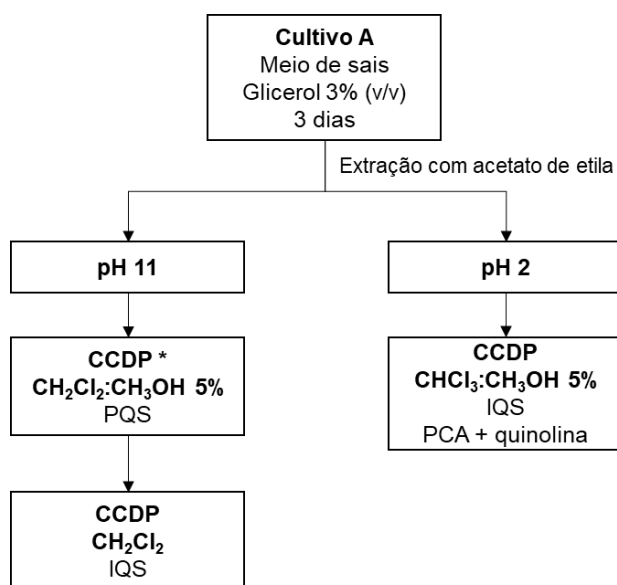 Cultivo A
Meio de sais
Glicerol 3% (v/v)
3 dias
Extração com acetato de etila
pH 11
pH 2
CCDP *
CH₂Cl₂:CH₃OH 5%
PQS
CCDP
CHCl₃:CH₃OH 5%
IQS
PCA + quinolina
CCDP
CH₂Cl₂
IQS